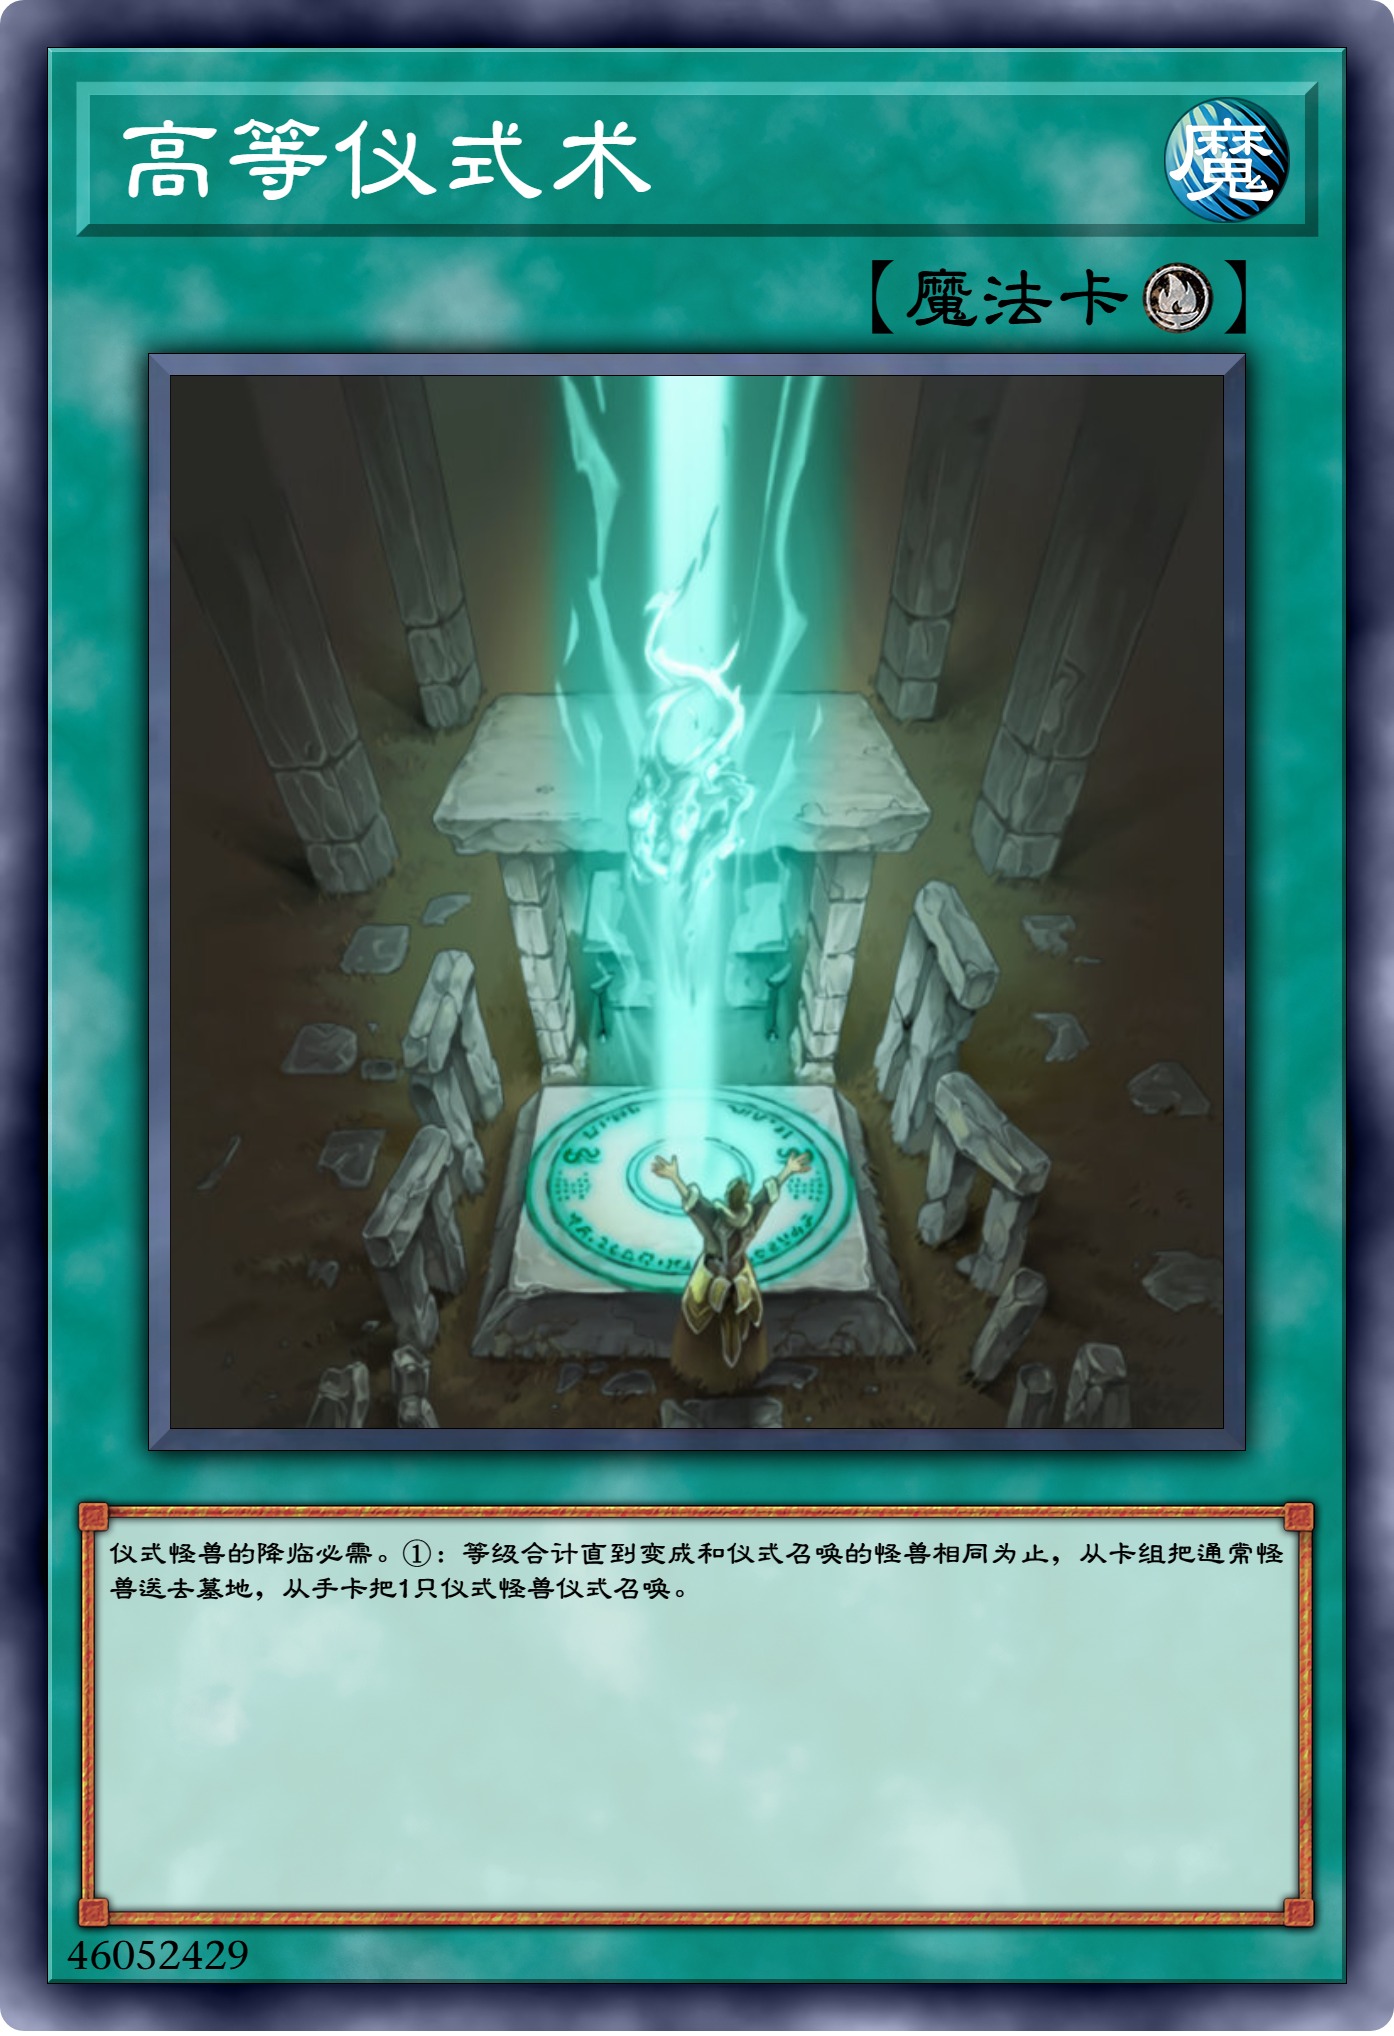 高等仪式术
魔
【魔法卡】
仪式怪兽的降临必需。①：等级合计直到变成和仪式召唤的怪兽相同为止，从卡组把通常怪
兽送去墓地，从手卡把1只仪式怪兽仪式召唤。
46052429